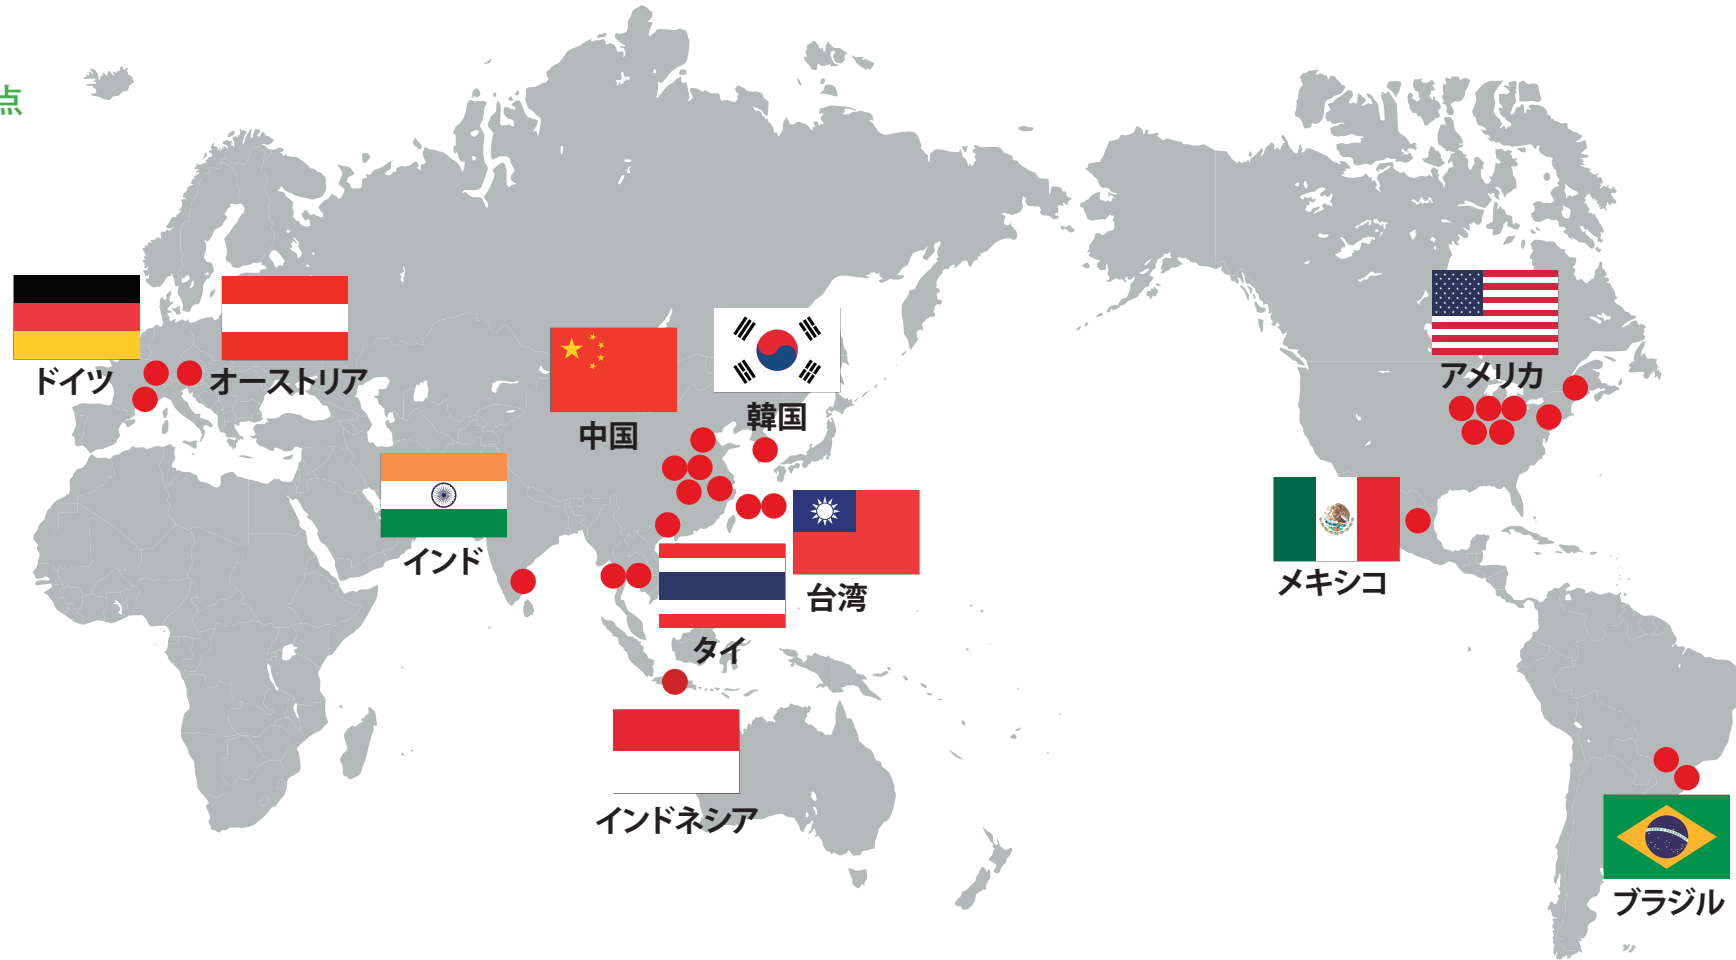 点
ドイツ
オーストリア
中国
韓国
アメリカ
インド
台湾
メキシコ
タイ
インドネシア
ブラジル